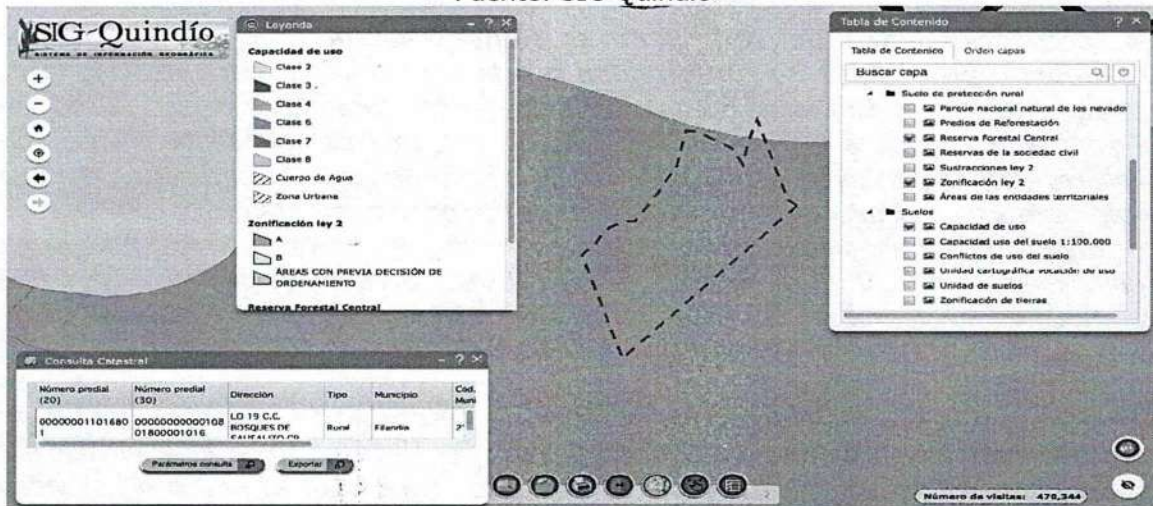 Fuente: SIG Quindío
SIG-Quindío
SISTEMA DE INFORMACIÓN GEOGRÁFICA
Leyenda
Capacidad de uso
Clase 2
Clase 3
Clase 4
Clase 6
Clase 7
Clase 8
Cuerpo de Agua
Zona Urbana
Zonificación ley 2
A
B
ÁREAS CON PREVIA DECISIÓN DE
ORDENAMIENTO
Reserva Forestal Central
Tabla de Contenido
Tabla de Contenido Orden capas
Buscar capa
Suelo de protección rural
Parque nacional natural de los nevados
Predios de Reforestación
Reserva Forestal Central
Reservas de la sociedad civil
Sustracciones ley 2
Zonificación ley 2
Áreas de las entidades territoriales
Suelos
Capacidad de uso
Capacidad uso del suelo 1:100.000
Conflictos de uso del suelo
Unidad cartográfica vocación de uso
Unidad de suelos
Zonificación de tierras
Consulta Catastral
Número predial (20) Número predial (30) Dirección Tipo Municipio Cód. Muni
LO 19 C.C.
BOSQUES DE Rural Filandia
Parámetros consulta Exportar
Número de visitas: 470,344